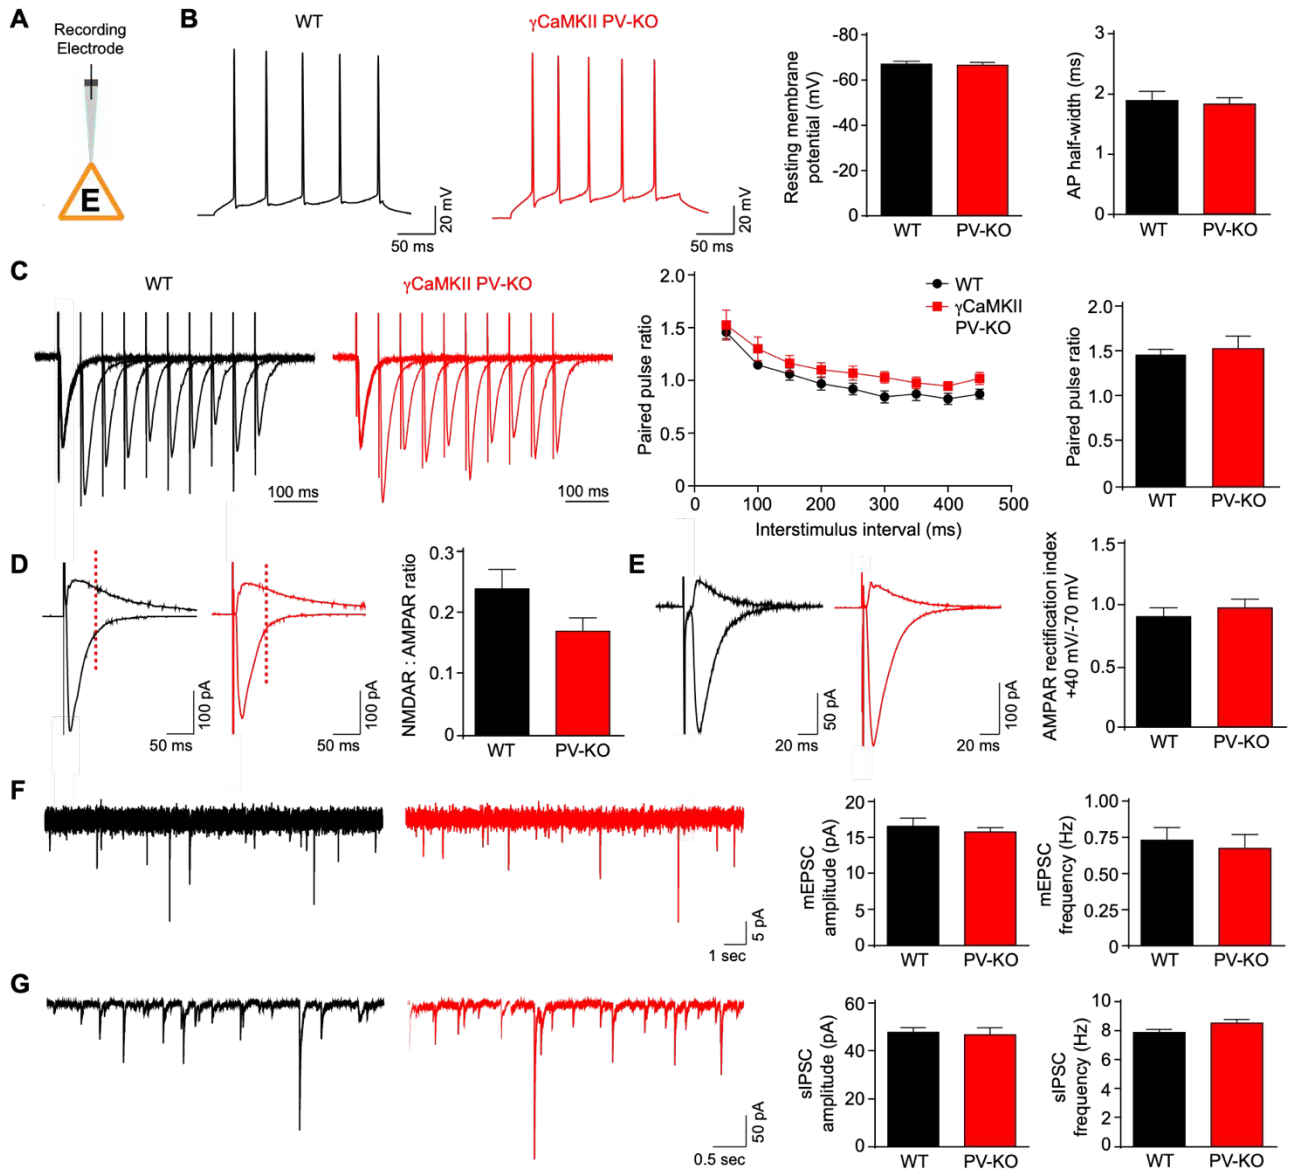 A
Recording
Electrode
E
B
WT
γCaMKII PV-KO
20 mV
50 ms
20 mV
50 ms
Resting membrane
potential (mV)
-80
-60
-40
-20
0
WT
PV-KO
AP half-width (ms)
3
2
1
0
WT
PV-KO
C
WT
γCaMKII PV-KO
100 ms
100 ms
Paired pulse ratio
2.0
1.5
1.0
0.5
0
0
100
200
300
400
500
Interstimulus interval (ms)
WT
γCaMKII
PV-KO
Paired pulse ratio
2.0
1.5
1.0
0.5
0
WT
PV-KO
D
100 pA
50 ms
100 pA
50 ms
NMDAR : AMPAR ratio
0.3
0.2
0.1
0
WT
PV-KO
E
50 pA
20 ms
100 pA
20 ms
AMPAR rectification index
+40 mV/-70 mV
1.5
1.0
0.5
0
WT
PV-KO
F
5 pA
1 sec
mEPSC
amplitude (pA)
20
15
10
5
0
WT
PV-KO
mEPSC
frequency (Hz)
1.00
0.75
0.50
0.25
0
WT
PV-KO
G
50 pA
0.5 sec
sIPSC
amplitude (pA)
60
40
20
0
WT
PV-KO
sIPSC
frequency (Hz)
10
8
6
4
2
0
WT
PV-KO